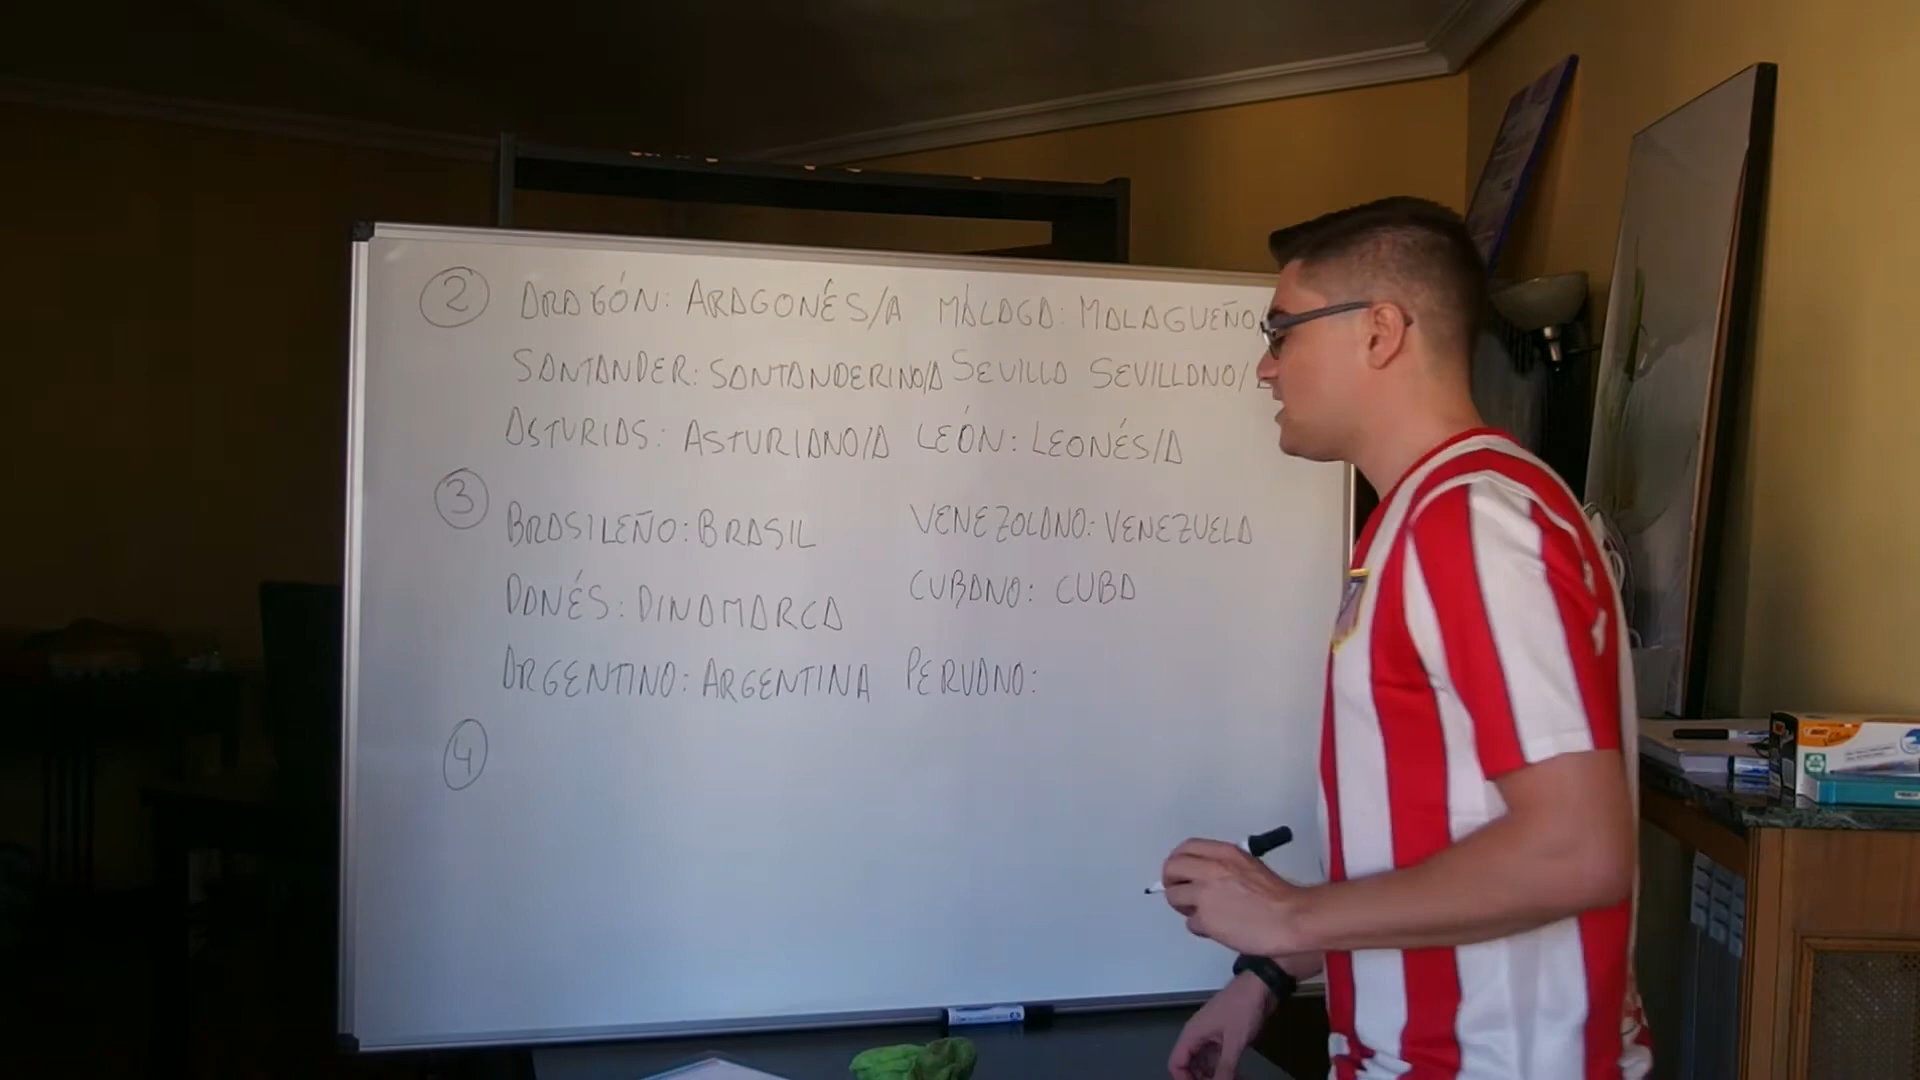 2 ARAGÓN: ARAGONÉS/A MÁLAGA: MALAGUEÑO
SANTANDER: SANTANDERINO/A SEVILLA SEVILLANO/A
ASTURIAS: ASTURIANO/A LEÓN: LEONÉS/A
3
BRASILEÑO: BRASIL VENEZOLANO: VENEZUELA
DANÉS: DINAMARCA CUBANO: CUBA
ARGENTINO: ARGENTINA PERUANO:
4